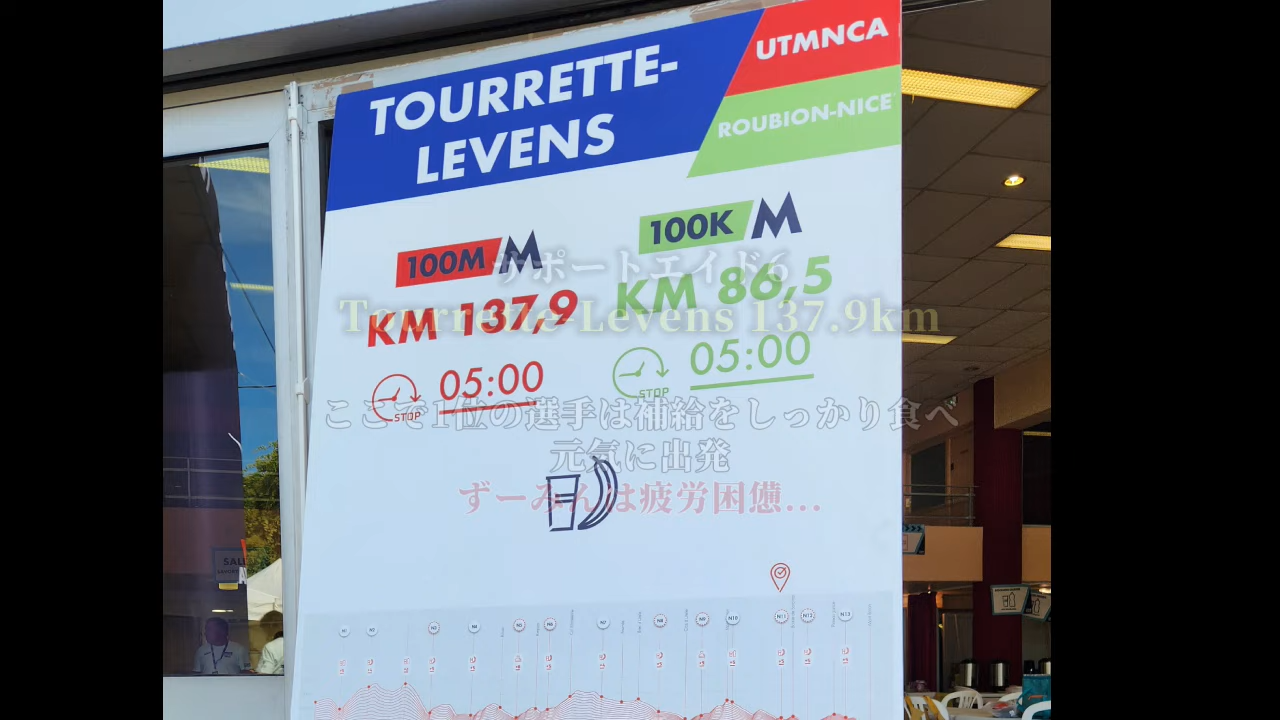 TOURRETTE-
LEVENS
UTMNCA
ROUBION-NICE
100M M
KM 137,9
STOP 05:00
100K M
KM 86,5
STOP 05:00
サポートエイド6
Tourrette-Levens 137.9km
ここで1位の選手は補給をしっかり食べ
元気に出発
ずーみんは疲労困憊…